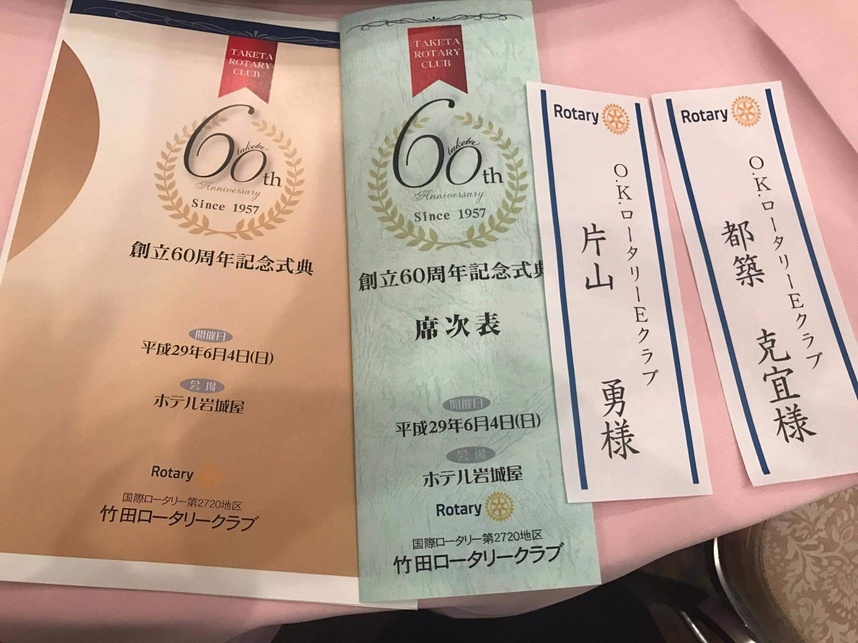 TAKETA
ROTARY
CLUB
60th
taketa
Anniversary
Since 1957
創立60周年記念式典
開催日
平成29年6月4日(日)
会場
ホテル岩城屋
Rotary
国際ロータリー第2720地区
竹田ロータリークラブ
TAKETA
ROTARY
CLUB
60th
taketa
Anniversary
Since 1957
創立60周年記念式典
席次表
開催日
平成29年6月4日(日)
会場
ホテル岩城屋
Rotary
国際ロータリー第2720地区
竹田ロータリークラブ
Rotary
O.K.ロータリーEクラブ
片山 勇様
Rotary
O.K.ロータリーEクラブ
都築 克宜様